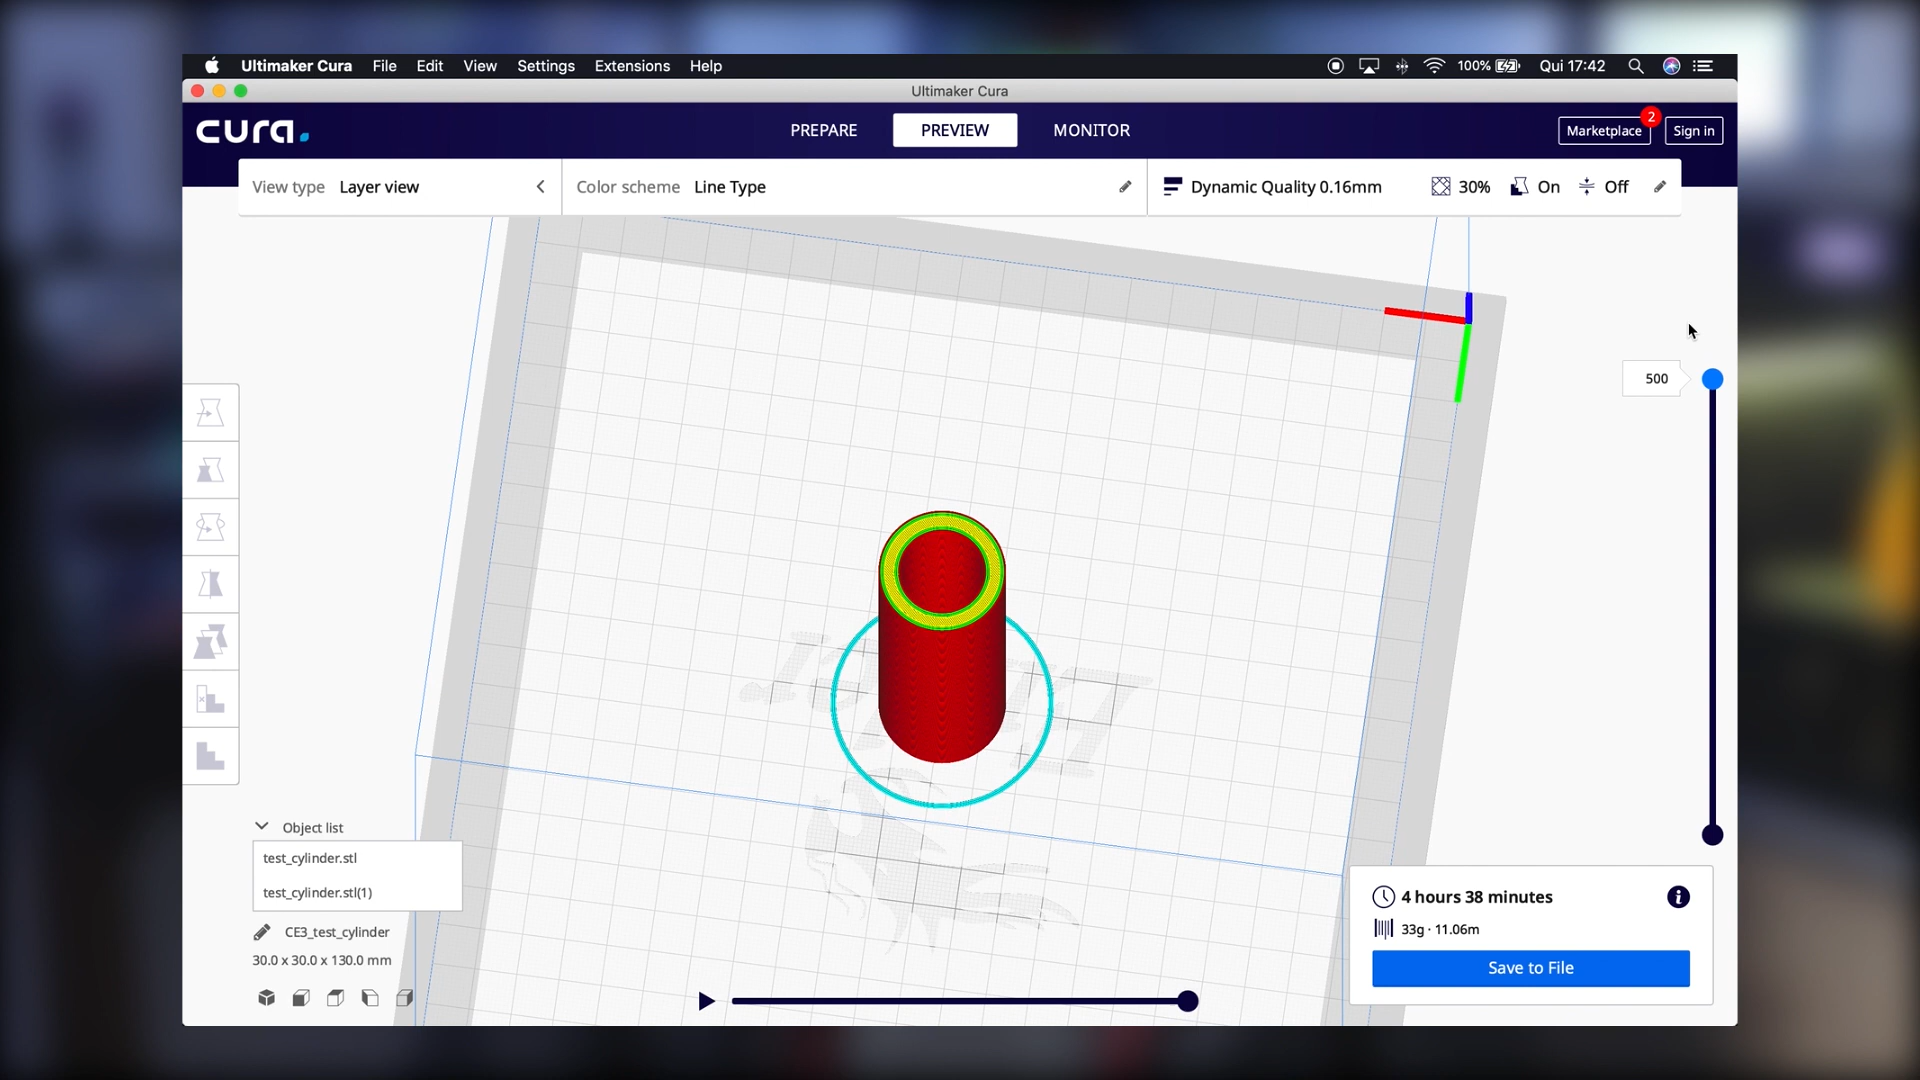 Ultimaker Cura File Edit View Settings Extensions Help 100% Qui 17:42
Ultimaker Cura
cura.
PREPARE PREVIEW MONITOR Marketplace 2 Sign in
View type Layer view Color scheme Line Type Dynamic Quality 0.16mm 30% On Off
500
Object list
test_cylinder.stl
test_cylinder.stl(1)
CE3_test_cylinder
30.0 x 30.0 x 130.0 mm
4 hours 38 minutes
33g · 11.06m
Save to File